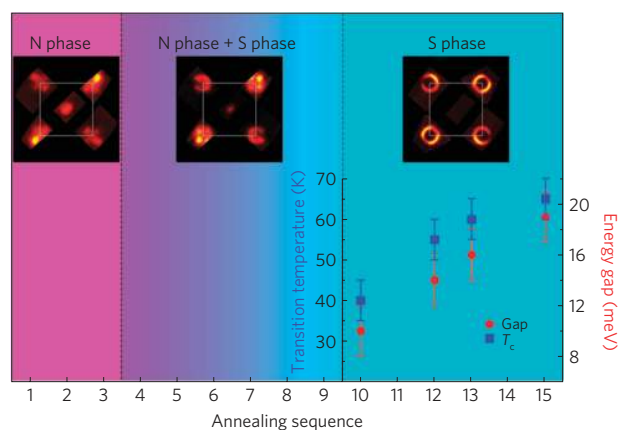 N phase
N phase + S phase
S phase
Transition temperature (K)
70
60
50
40
30
20
16
12
8
Energy gap (meV)
Gap
Tc
1 2 3 4 5 6 7 8 9 10 11 12 13 14 15
Annealing sequence